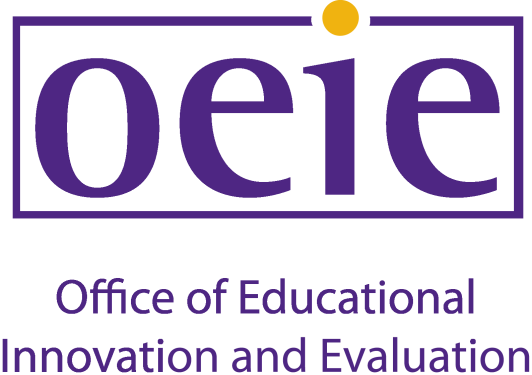 oeie
Office of Educational
Innovation and Evaluation